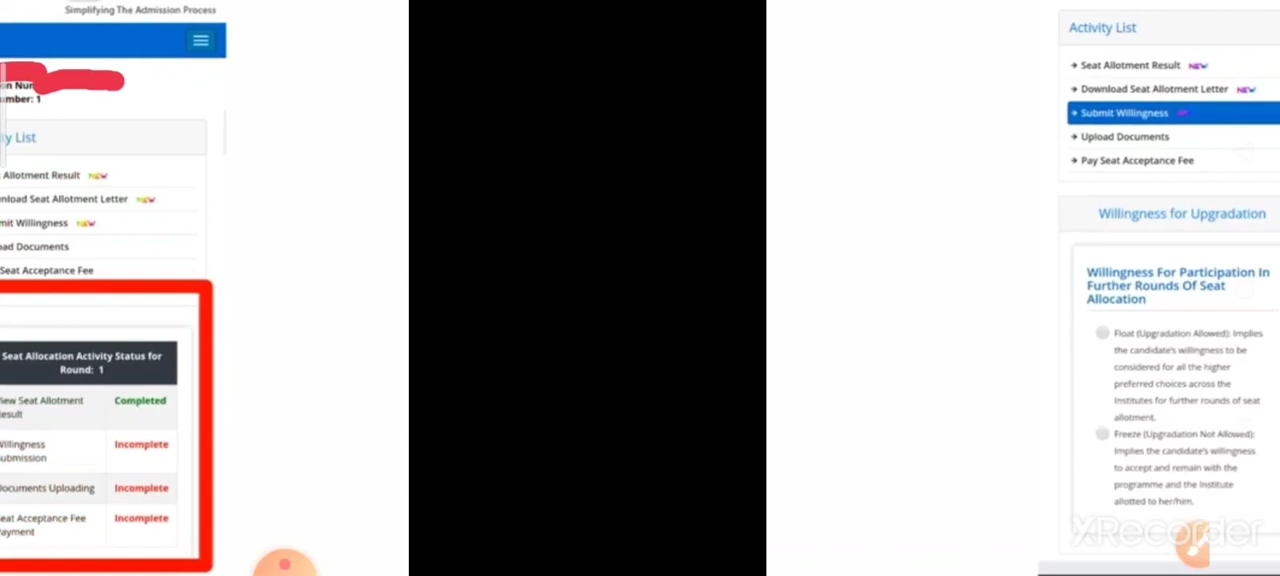 Simplifying The Admission Process
on Num
umber: 1
ty List
Allotment Result NEW
nload Seat Allotment Letter NEW
mit Willingness NEW
oad Documents
Seat Acceptance Fee
Seat Allocation Activity Status for
Round: 1
iew Seat Allotment
esult
Completed
Villingness
ubmission
Incomplete
Documents Uploading
Incomplete
eat Acceptance Fee
ayment
Incomplete
Activity List
→ Seat Allotment Result NEW
→ Download Seat Allotment Letter NEW
→ Submit Willingness
→ Upload Documents
→ Pay Seat Acceptance Fee
Willingness for Upgradation
Willingness For Participation In
Further Rounds Of Seat
Allocation
Float (Upgradation Allowed): Implies
the candidate's willingness to be
considered for all the higher
preferred choices across the
Institutes for further rounds of seat
allotment.
Freeze (Upgradation Not Allowed):
Implies the candidate's willingness
to accept and remain with the
programme and the Institute
allotted to her/him.
XRecorder